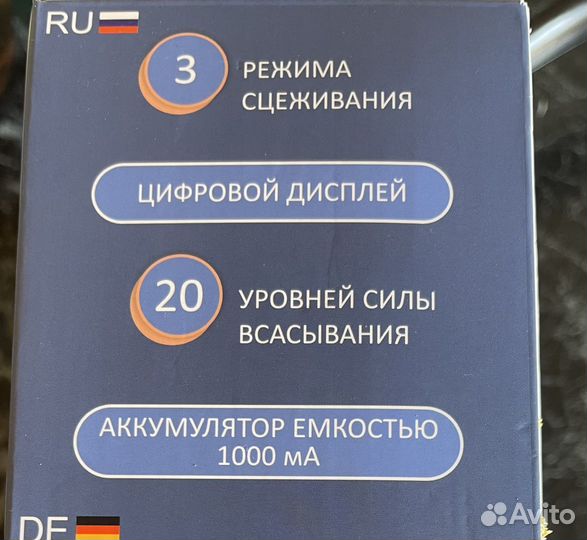 RU
3 РЕЖИМА
СЦЕЖИВАНИЯ
ЦИФРОВОЙ ДИСПЛЕЙ
20 УРОВНЕЙ СИЛЫ
ВСАСЫВАНИЯ
АККУМУЛЯТОР ЕМКОСТЬЮ
1000 мА
DE
Avito